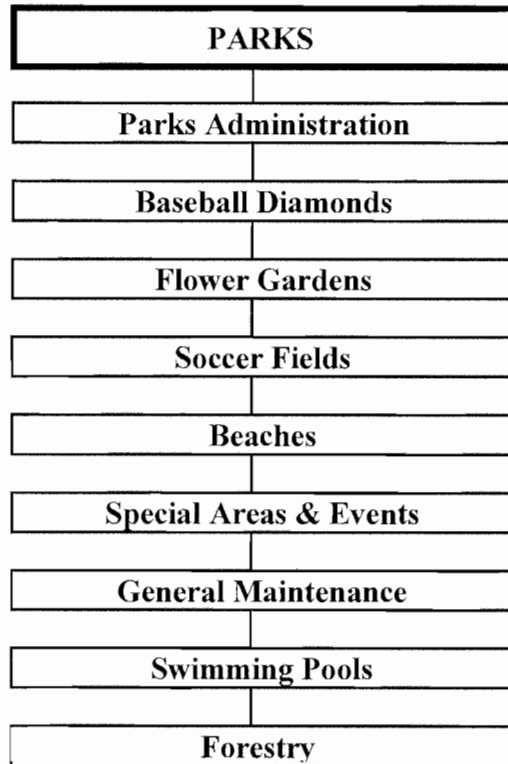 PARKS
Parks Administration
Baseball Diamonds
Flower Gardens
Soccer Fields
Beaches
Special Areas & Events
General Maintenance
Swimming Pools
Forestry